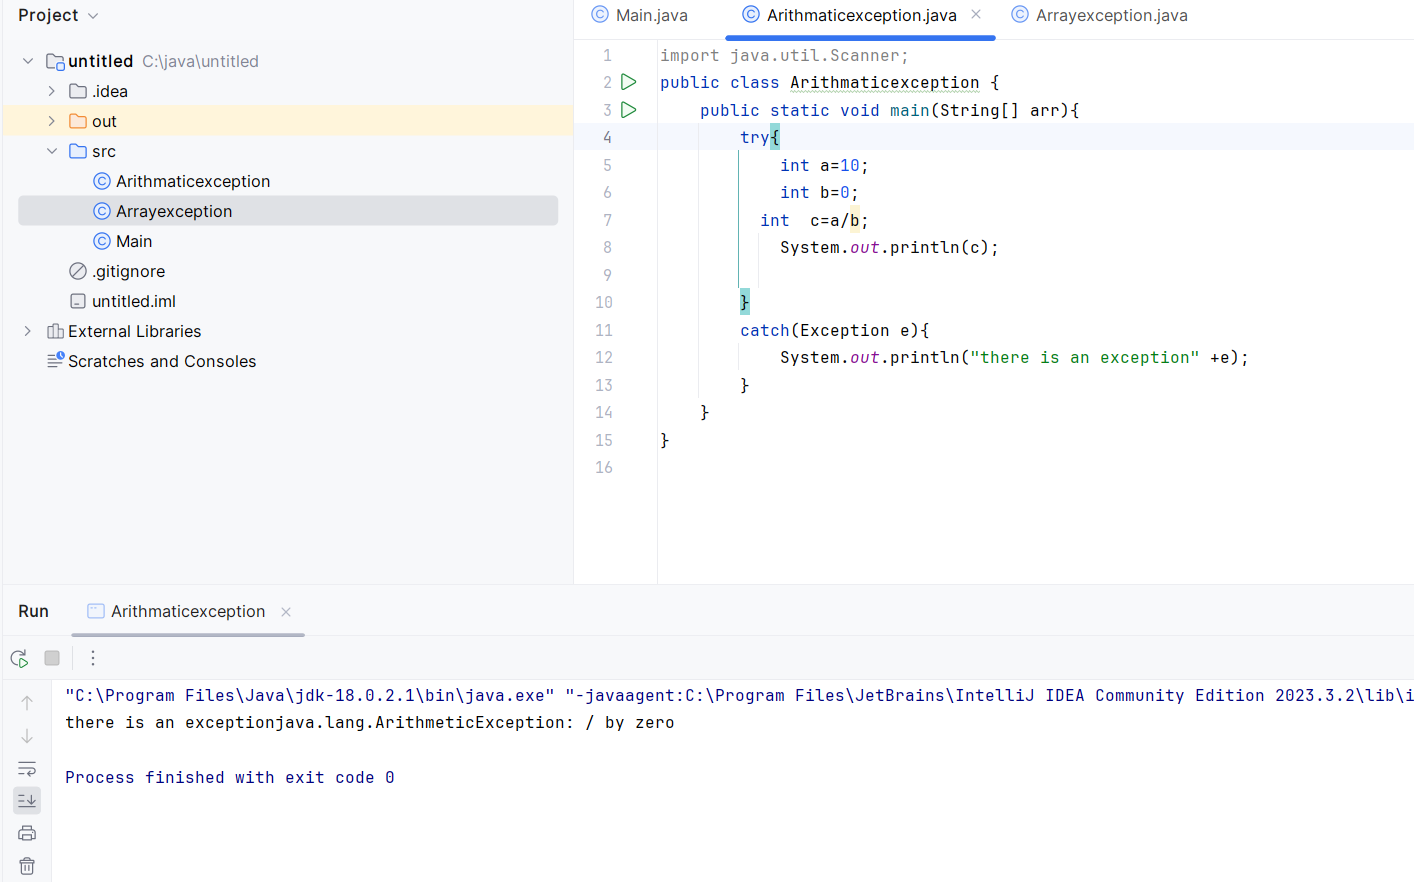 Project
untitled C:\java\untitled
.idea
out
src
Arithmaticexception
Arrayexception
Main
.gitignore
untitled.iml
External Libraries
Scratches and Consoles
Main.java Arithmaticexception.java Arrayexception.java
1 import java.util.Scanner;
2 public class Arithmaticexception {
3 public static void main(String[] arr){
4 try{
5 int a=10;
6 int b=0;
7 int  c=a/b;
8 System.out.println(c);
9
10 }
11 catch(Exception e){
12 System.out.println("there is an exception" +e);
13 }
14 }
15 }
16
Run Arithmaticexception
"C:\Program Files\Java\jdk-18.0.2.1\bin\java.exe" "-javaagent:C:\Program Files\JetBrains\IntelliJ IDEA Community Edition 2023.3.2\lib\i
there is an exceptionjava.lang.ArithmeticException: / by zero
Process finished with exit code 0